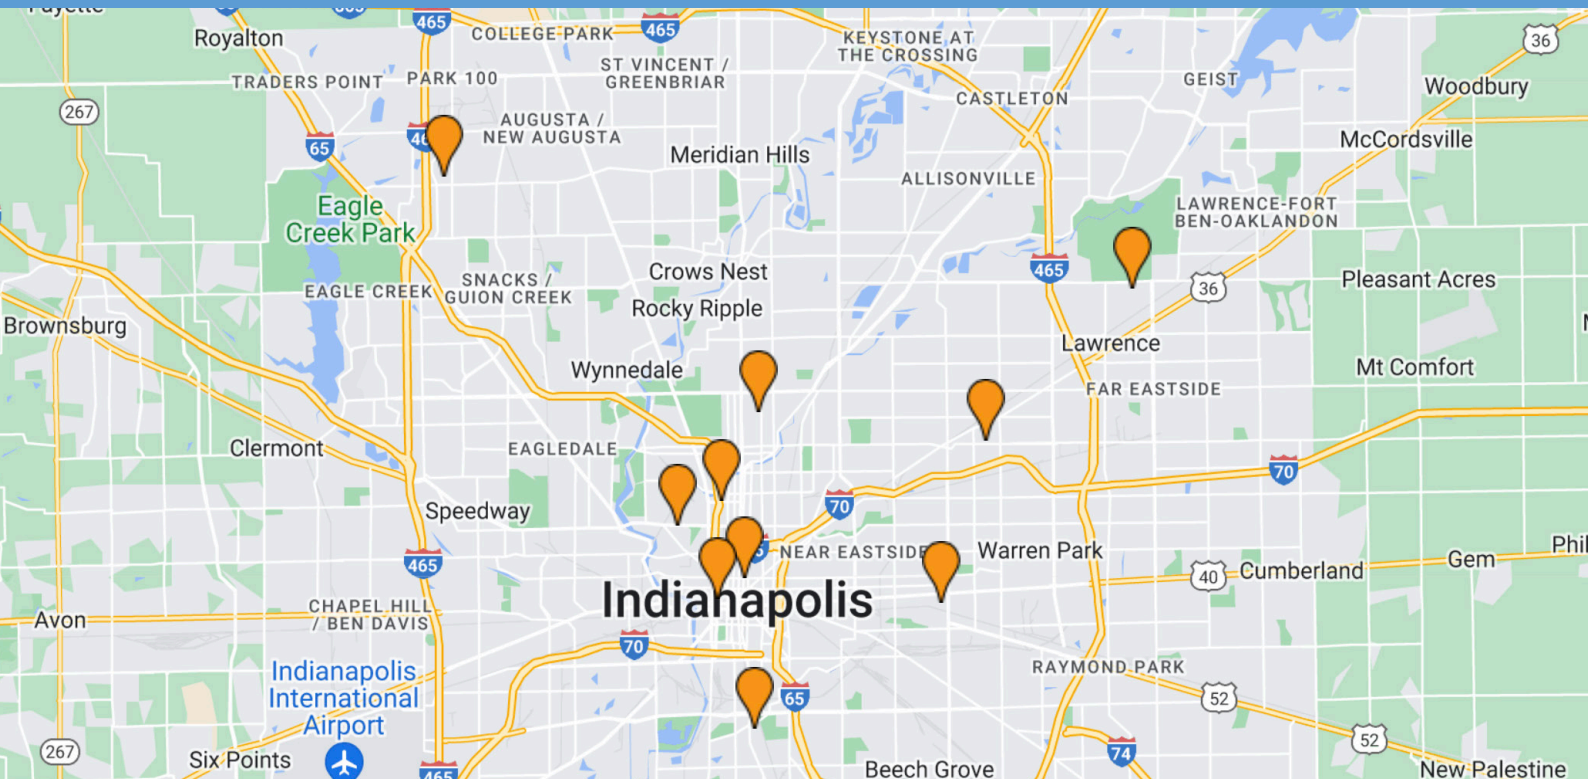 Fayette
465
Royalton
COLLEGE PARK
465
KEYSTONE AT
THE CROSSING
36
ST VINCENT /
GREENBRIAR
TRADERS POINT
PARK 100
GEIST
Woodbury
CASTLETON
267
AUGUSTA /
NEW AUGUSTA
65
McCordsville
Meridian Hills
ALLISONVILLE
Eagle
Creek Park
LAWRENCE-FORT
BEN-OAKLANDON
Crows Nest
465
Pleasant Acres
SNACKS /
GUION CREEK
EAGLE CREEK
36
Rocky Ripple
Brownsburg
Lawrence
Wynnedale
Mt Comfort
FAR EASTSIDE
Clermont
EAGLEDALE
70
Speedway
70
NEAR EASTSIDE
Warren Park
Phil
465
Gem
40
Cumberland
Indianapolis
CHAPEL HILL
/ BEN DAVIS
Avon
70
Indianapolis
International
Airport
RAYMOND PARK
65
52
52
267
Six Points
74
465
Beech Grove
New Palestine